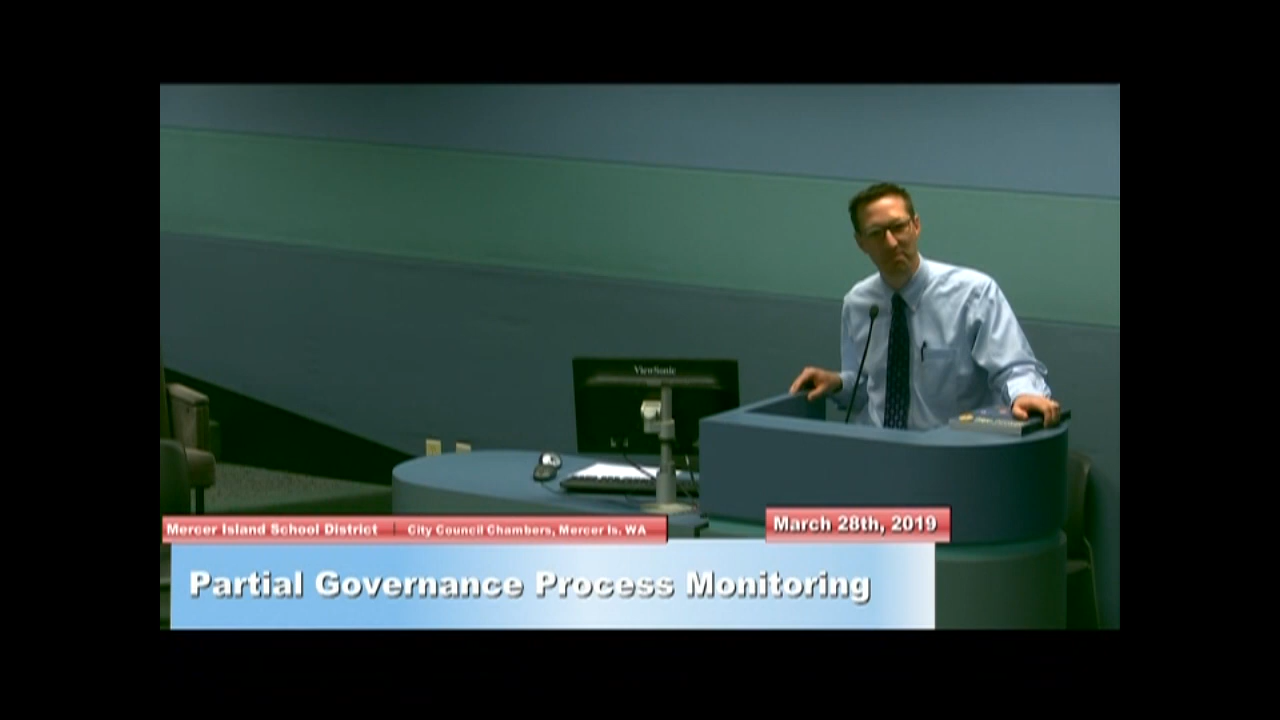 ViewSonic
Mercer Island School District | City Council Chambers, Mercer Is, WA
March 28th, 2019
Partial Governance Process Monitoring